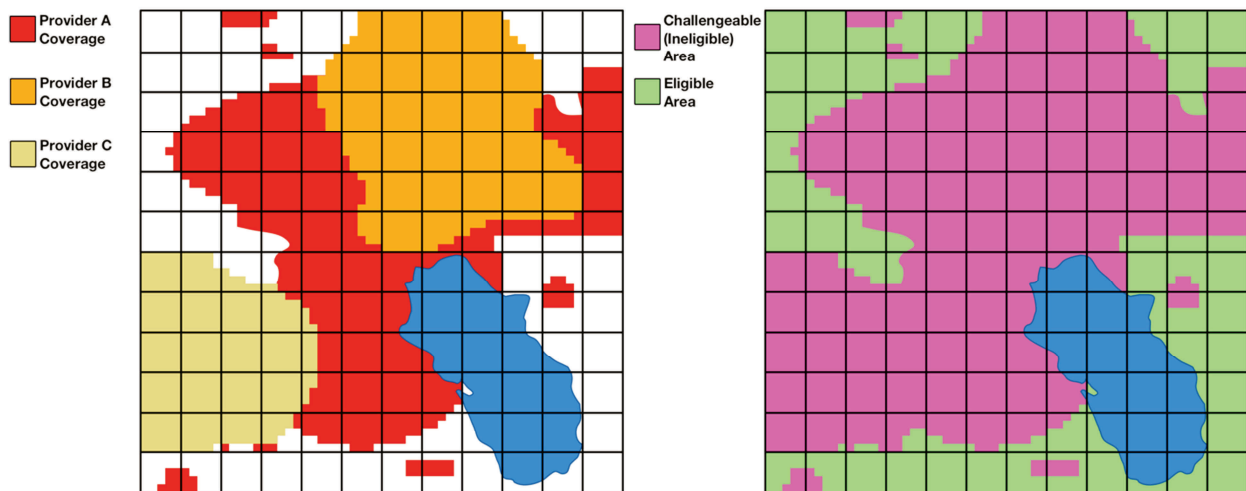 Provider A
Coverage
Provider B
Coverage
Provider C
Coverage
Challengeable
(Ineligible)
Area
Eligible
Area